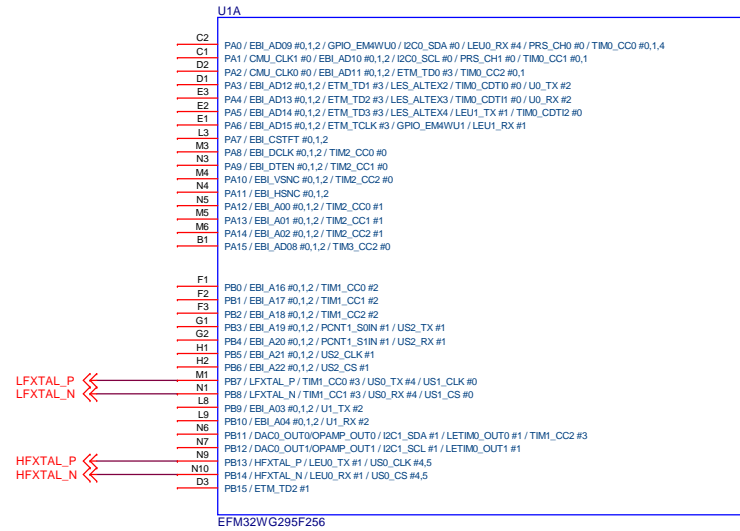 U1A
C2 PA0 / EBI_AD09 #0,1,2 / GPIO_EM4WU0 / I2C0_SDA #0 / LEU0_RX #4 / PRS_CH0 #0 / TIM0_CC0 #0,1,4
C1 PA1 / CMU_CLK1 #0 / EBI_AD10 #0,1,2 / I2C0_SCL #0 / PRS_CH1 #0 / TIM0_CC1 #0,1
D2 PA2 / CMU_CLK0 #0 / EBI_AD11 #0,1,2 / ETM_TD0 #3 / TIM0_CC2 #0,1
D1 PA3 / EBI_AD12 #0,1,2 / ETM_TD1 #3 / LES_ALTEX2 / TIM0_CDTI0 #0 / U0_TX #2
E3 PA4 / EBI_AD13 #0,1,2 / ETM_TD2 #3 / LES_ALTEX3 / TIM0_CDTI1 #0 / U0_RX #2
E2 PA5 / EBI_AD14 #0,1,2 / ETM_TD3 #3 / LES_ALTEX4 / LEU1_TX #1 / TIM0_CDTI2 #0
E1 PA6 / EBI_AD15 #0,1,2 / ETM_TCLK #3 / GPIO_EM4WU1 / LEU1_RX #1
L3 PA7 / EBI_CSTFT #0,1,2
M3 PA8 / EBI_DCLK #0,1,2 / TIM2_CC0 #0
N3 PA9 / EBI_DTEN #0,1,2 / TIM2_CC1 #0
M4 PA10 / EBI_VSNC #0,1,2 / TIM2_CC2 #0
N4 PA11 / EBI_HSNC #0,1,2
N5 PA12 / EBI_A00 #0,1,2 / TIM2_CC0 #1
M5 PA13 / EBI_A01 #0,1,2 / TIM2_CC1 #1
M6 PA14 / EBI_A02 #0,1,2 / TIM2_CC2 #1
B1 PA15 / EBI_AD08 #0,1,2 / TIM3_CC2 #0
F1 PB0 / EBI_A16 #0,1,2 / TIM1_CC0 #2
F2 PB1 / EBI_A17 #0,1,2 / TIM1_CC1 #2
F3 PB2 / EBI_A18 #0,1,2 / TIM1_CC2 #2
G1 PB3 / EBI_A19 #0,1,2 / PCNT1_S0IN #1 / US2_TX #1
G2 PB4 / EBI_A20 #0,1,2 / PCNT1_S1IN #1 / US2_RX #1
H1 PB5 / EBI_A21 #0,1,2 / US2_CLK #1
H2 PB6 / EBI_A22 #0,1,2 / US2_CS #1
LFXTAL_P M1 PB7 / LFXTAL_P / TIM1_CC0 #3 / US0_TX #4 / US1_CLK #0
LFXTAL_N N1 PB8 / LFXTAL_N / TIM1_CC1 #3 / US0_RX #4 / US1_CS #0
L8 PB9 / EBI_A03 #0,1,2 / U1_TX #2
L9 PB10 / EBI_A04 #0,1,2 / U1_RX #2
N6 PB11 / DAC0_OUT0/OPAMP_OUT0 / I2C1_SDA #1 / LETIM0_OUT0 #1 / TIM1_CC2 #3
N7 PB12 / DAC0_OUT1/OPAMP_OUT1 / I2C1_SCL #1 / LETIM0_OUT1 #1
HFXTAL_P N9 PB13 / HFXTAL_P / LEU0_TX #1 / US0_CLK #4,5
HFXTAL_N N10 PB14 / HFXTAL_N / LEU0_RX #1 / US0_CS #4,5
D3 PB15 / ETM_TD2 #1
EFM32WG295F256